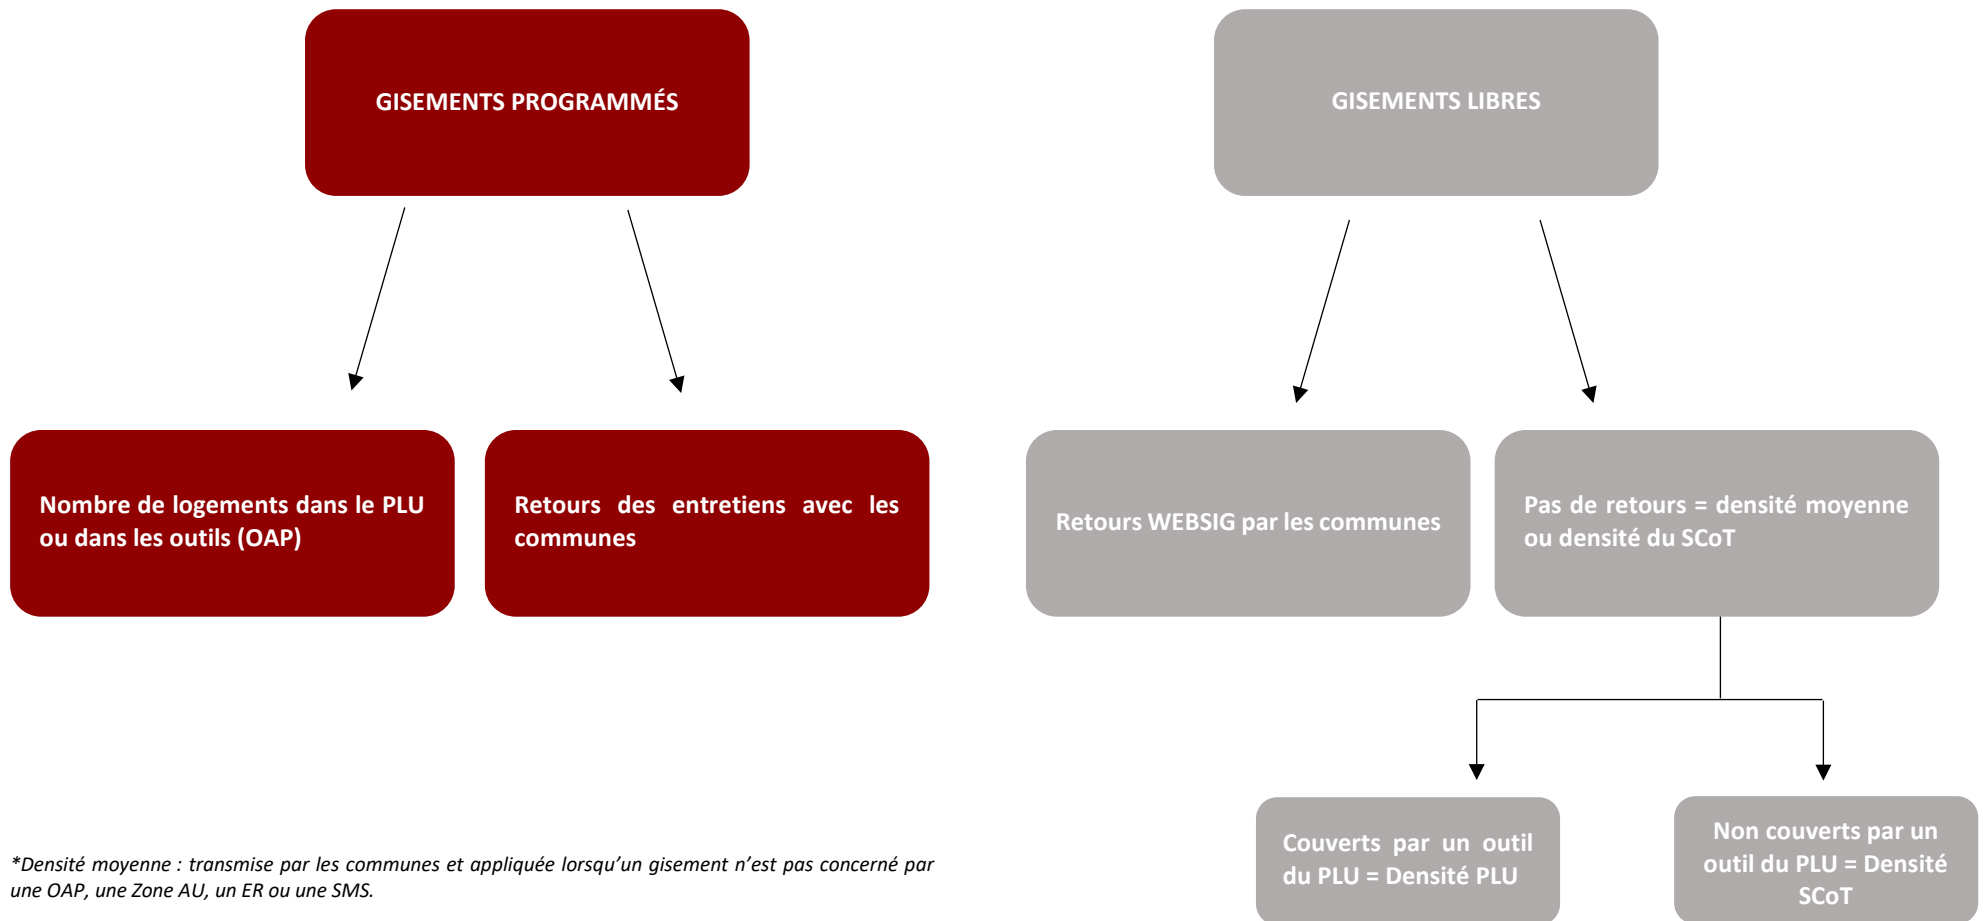 GISEMENTS PROGRAMMÉS
GISEMENTS LIBRES
Nombre de logements dans le PLU
ou dans les outils (OAP)
Retours des entretiens avec les
communes
Retours WEBSIG par les communes
Pas de retours = densité moyenne
ou densité du SCoT
Couverts par un outil
du PLU = Densité PLU
Non couverts par un
outil du PLU = Densité
SCoT
*Densité moyenne : transmise par les communes et appliquée lorsqu’un gisement n’est pas concerné par
une OAP, une Zone AU, un ER ou une SMS.